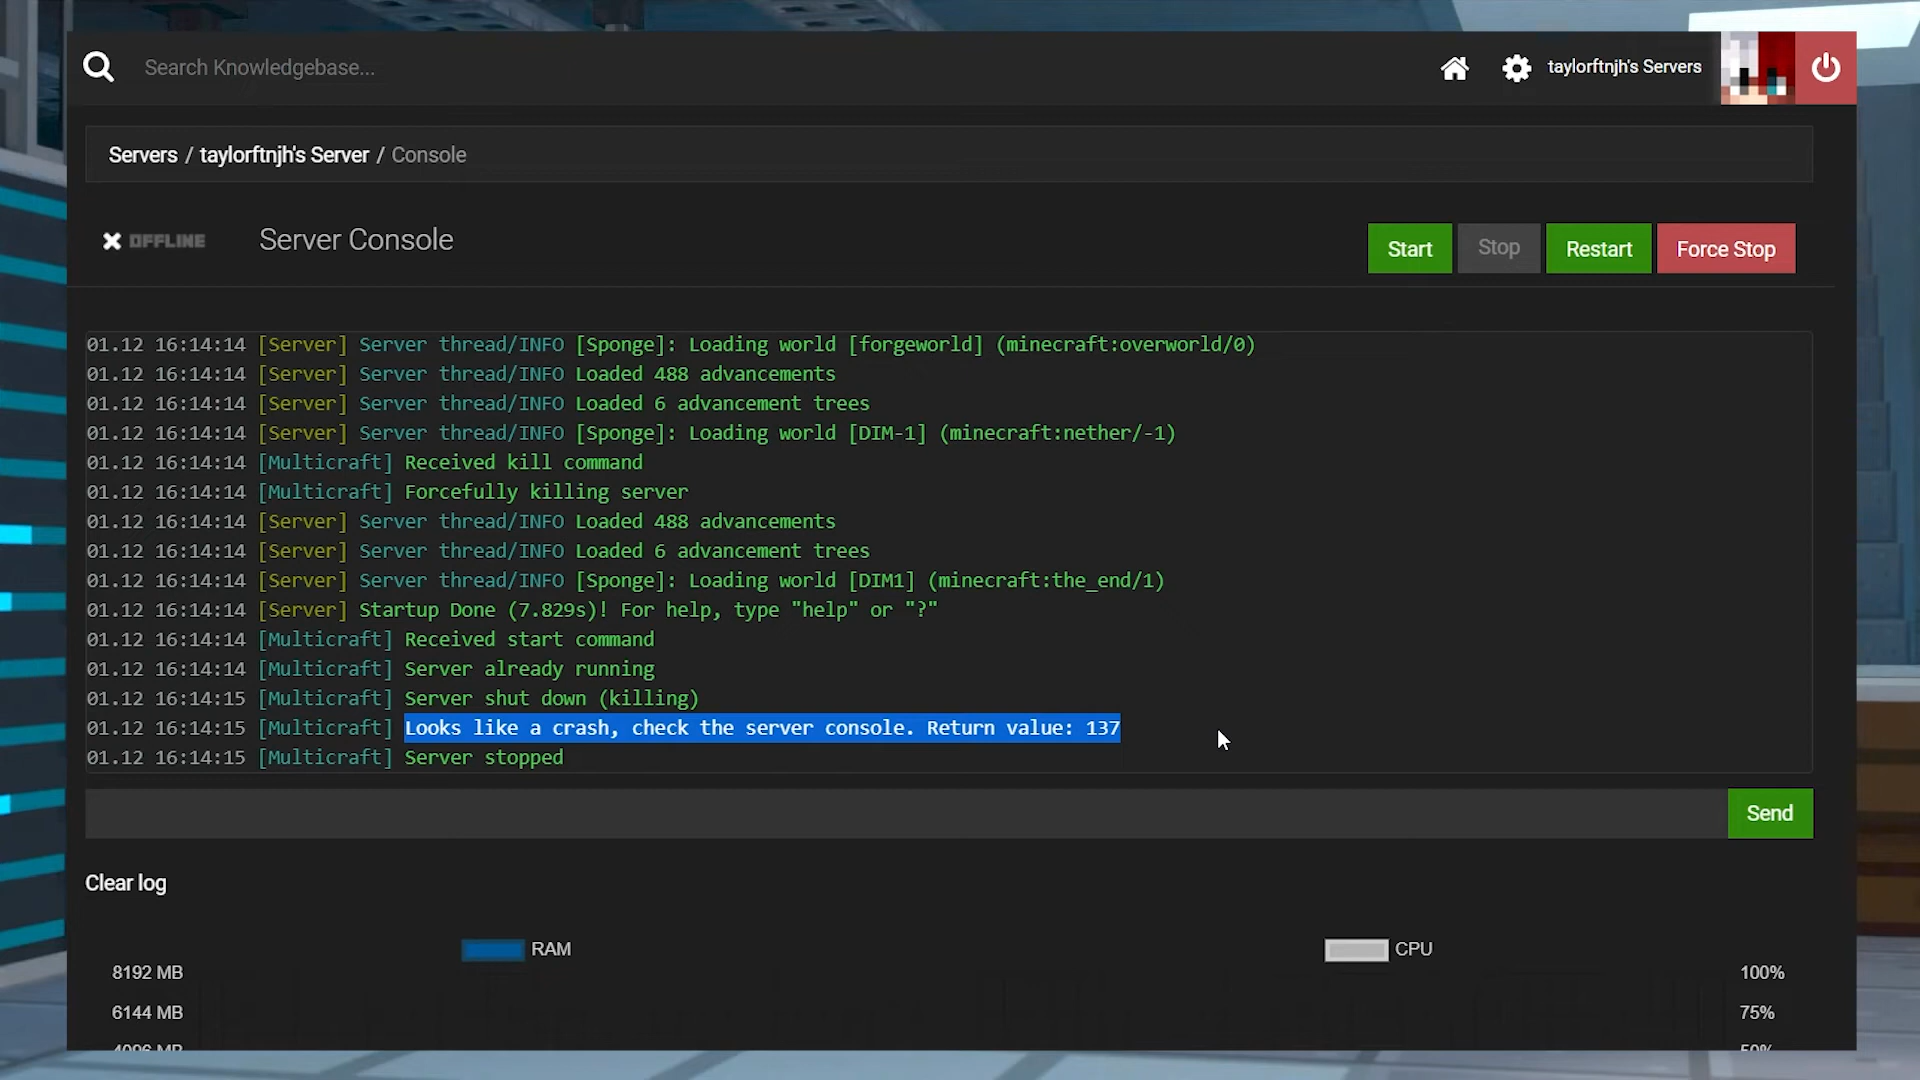 Search Knowledgebase...
taylorftnjh's Servers
Servers / taylorftnjh's Server / Console
OFFLINE
Server Console
Start
Stop
Restart
Force Stop
01.12 16:14:14 [Server] Server thread/INFO [Sponge]: Loading world [forgeworld] (minecraft:overworld/0)
01.12 16:14:14 [Server] Server thread/INFO Loaded 488 advancements
01.12 16:14:14 [Server] Server thread/INFO Loaded 6 advancement trees
01.12 16:14:14 [Server] Server thread/INFO [Sponge]: Loading world [DIM-1] (minecraft:nether/-1)
01.12 16:14:14 [Multicraft] Received kill command
01.12 16:14:14 [Multicraft] Forcefully killing server
01.12 16:14:14 [Server] Server thread/INFO Loaded 488 advancements
01.12 16:14:14 [Server] Server thread/INFO Loaded 6 advancement trees
01.12 16:14:14 [Server] Server thread/INFO [Sponge]: Loading world [DIM1] (minecraft:the_end/1)
01.12 16:14:14 [Server] Startup Done (7.829s)! For help, type "help" or "?"
01.12 16:14:14 [Multicraft] Received start command
01.12 16:14:14 [Multicraft] Server already running
01.12 16:14:15 [Multicraft] Server shut down (killing)
01.12 16:14:15 [Multicraft] Looks like a crash, check the server console. Return value: 137
01.12 16:14:15 [Multicraft] Server stopped
Send
Clear log
RAM
CPU
8192 MB
100%
6144 MB
75%
4096 MB
50%